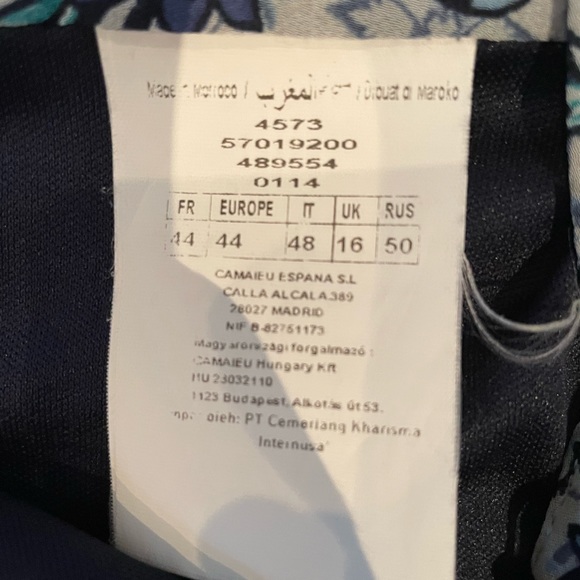 Made in Morocco / المغرب / Dibuat di Maroko
4573
57019200
489554
0114
FR EUROPE IT UK RUS
44 44 48 16 50
CAMAIEU ESPANA S.L
CALLA ALCALA 389
28027 MADRID
NIF B-82751173
Magyarországi forgalmazó :
CAMAIEU Hungary Kft
HU 23032110
1123 Budapest, Alkotás út 53.
oleh: PT Cemerlang Kharisma
Internusa